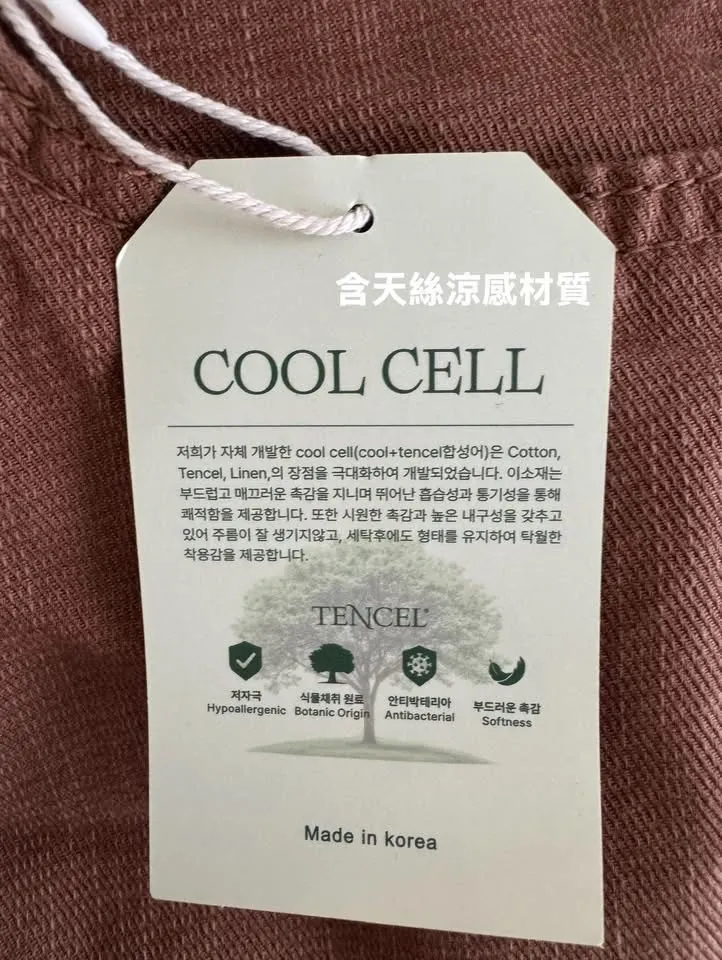 含天絲涼感材質
COOL CELL
저희가 자체 개발한 cool cell(cool+tencel합성어)은 Cotton,
Tencel, Linen,의 장점을 극대화하여 개발되었습니다. 이소재는
부드럽고 매끄러운 촉감을 지니며 뛰어난 흡습성과 통기성을 통해
쾌적함을 제공합니다. 또한 시원한 촉감과 높은 내구성을 갖추고
있어 주름이 잘 생기지않고, 세탁후에도 형태를 유지하여 탁월한
착용감을 제공합니다.
TENCEL®
저자극 식물채취 원료 안티박테리아 부드러운 촉감
Hypoallergenic Botanic Origin Antibacterial Softness
Made in korea